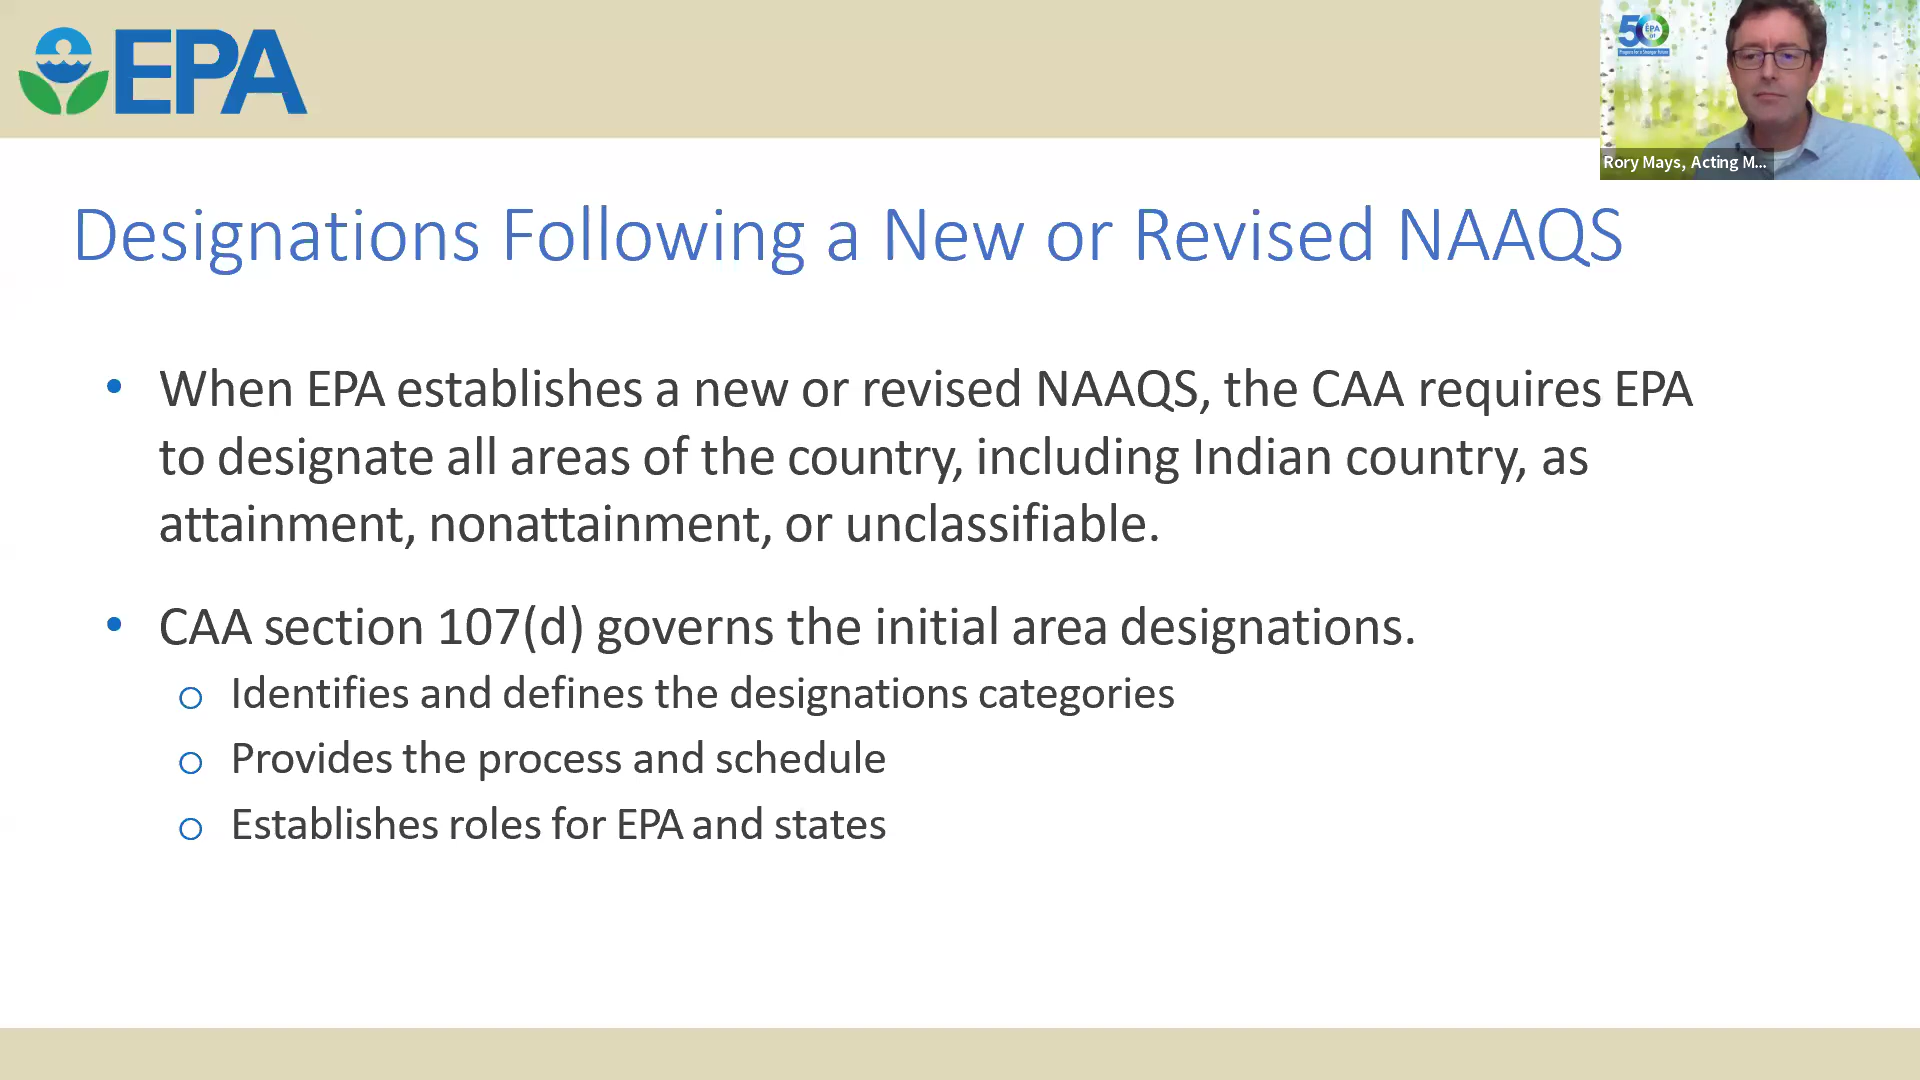 EPA
50
EPA
AT
Rory Mays, Acting M...
Designations Following a New or Revised NAAQS
• When EPA establishes a new or revised NAAQS, the CAA requires EPA
to designate all areas of the country, including Indian country, as
attainment, nonattainment, or unclassifiable.
• CAA section 107(d) governs the initial area designations.
o Identifies and defines the designations categories
o Provides the process and schedule
o Establishes roles for EPA and states